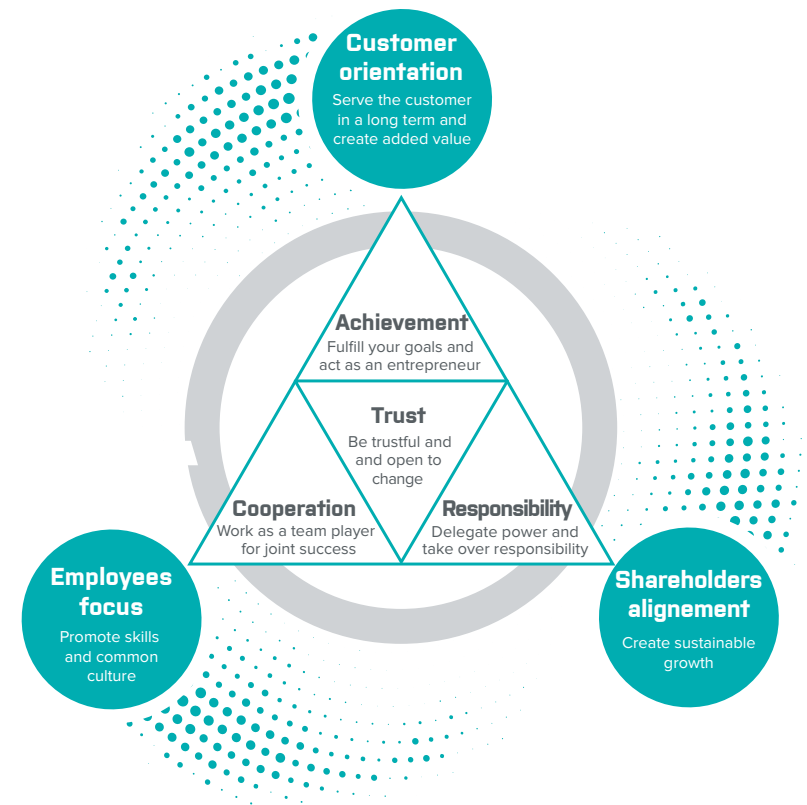 Customer
orientation
Serve the customer
in a long term and
create added value
Achievement
Fulfill your goals and
act as an entrepreneur
Trust
Be trustful and
and open to
change
Cooperation
Work as a team player
for joint success
Responsibility
Delegate power and
take over responsibility
Employees
focus
Promote skills
and common
culture
Shareholders
alignement
Create sustainable
growth